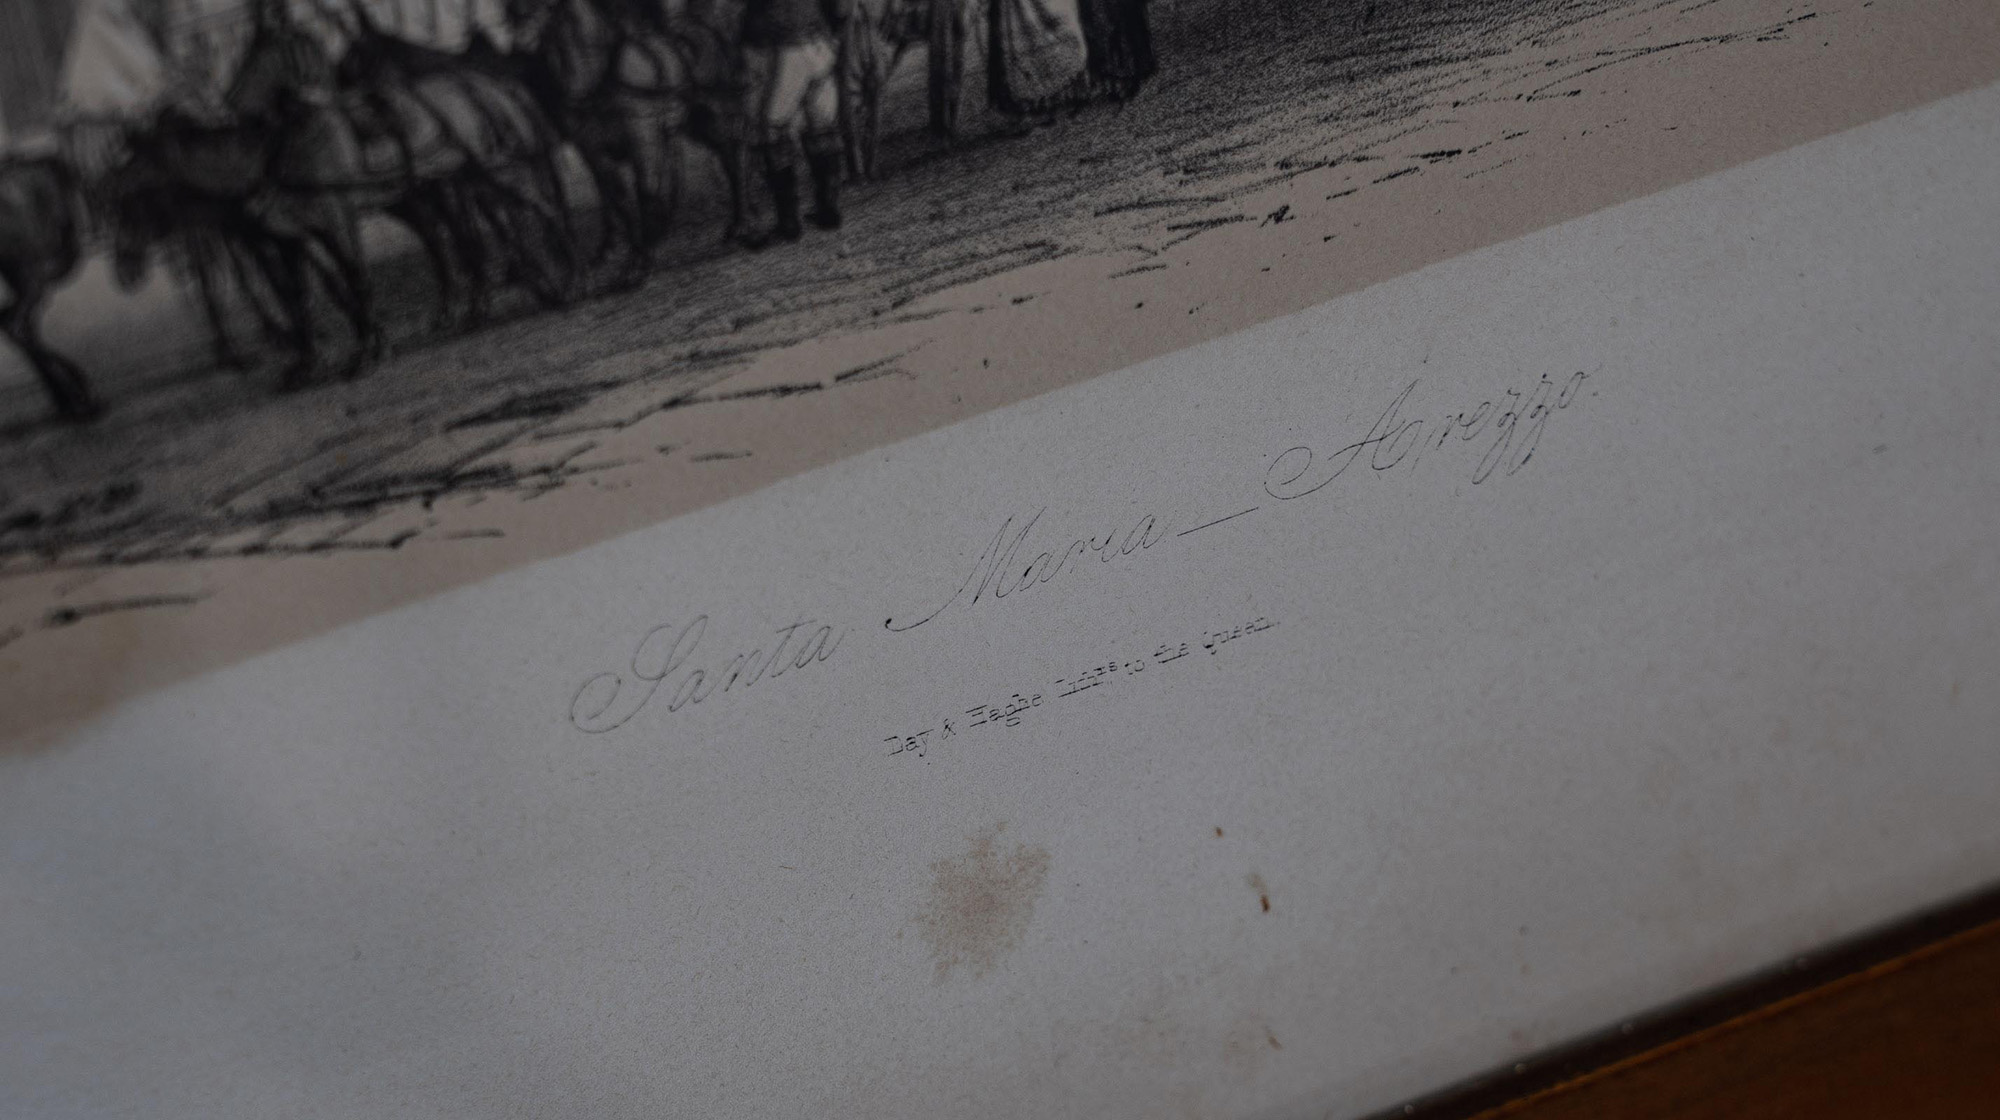 Santa Maria — Arezzo.
Day & Haghe Lithrs to the Queen.